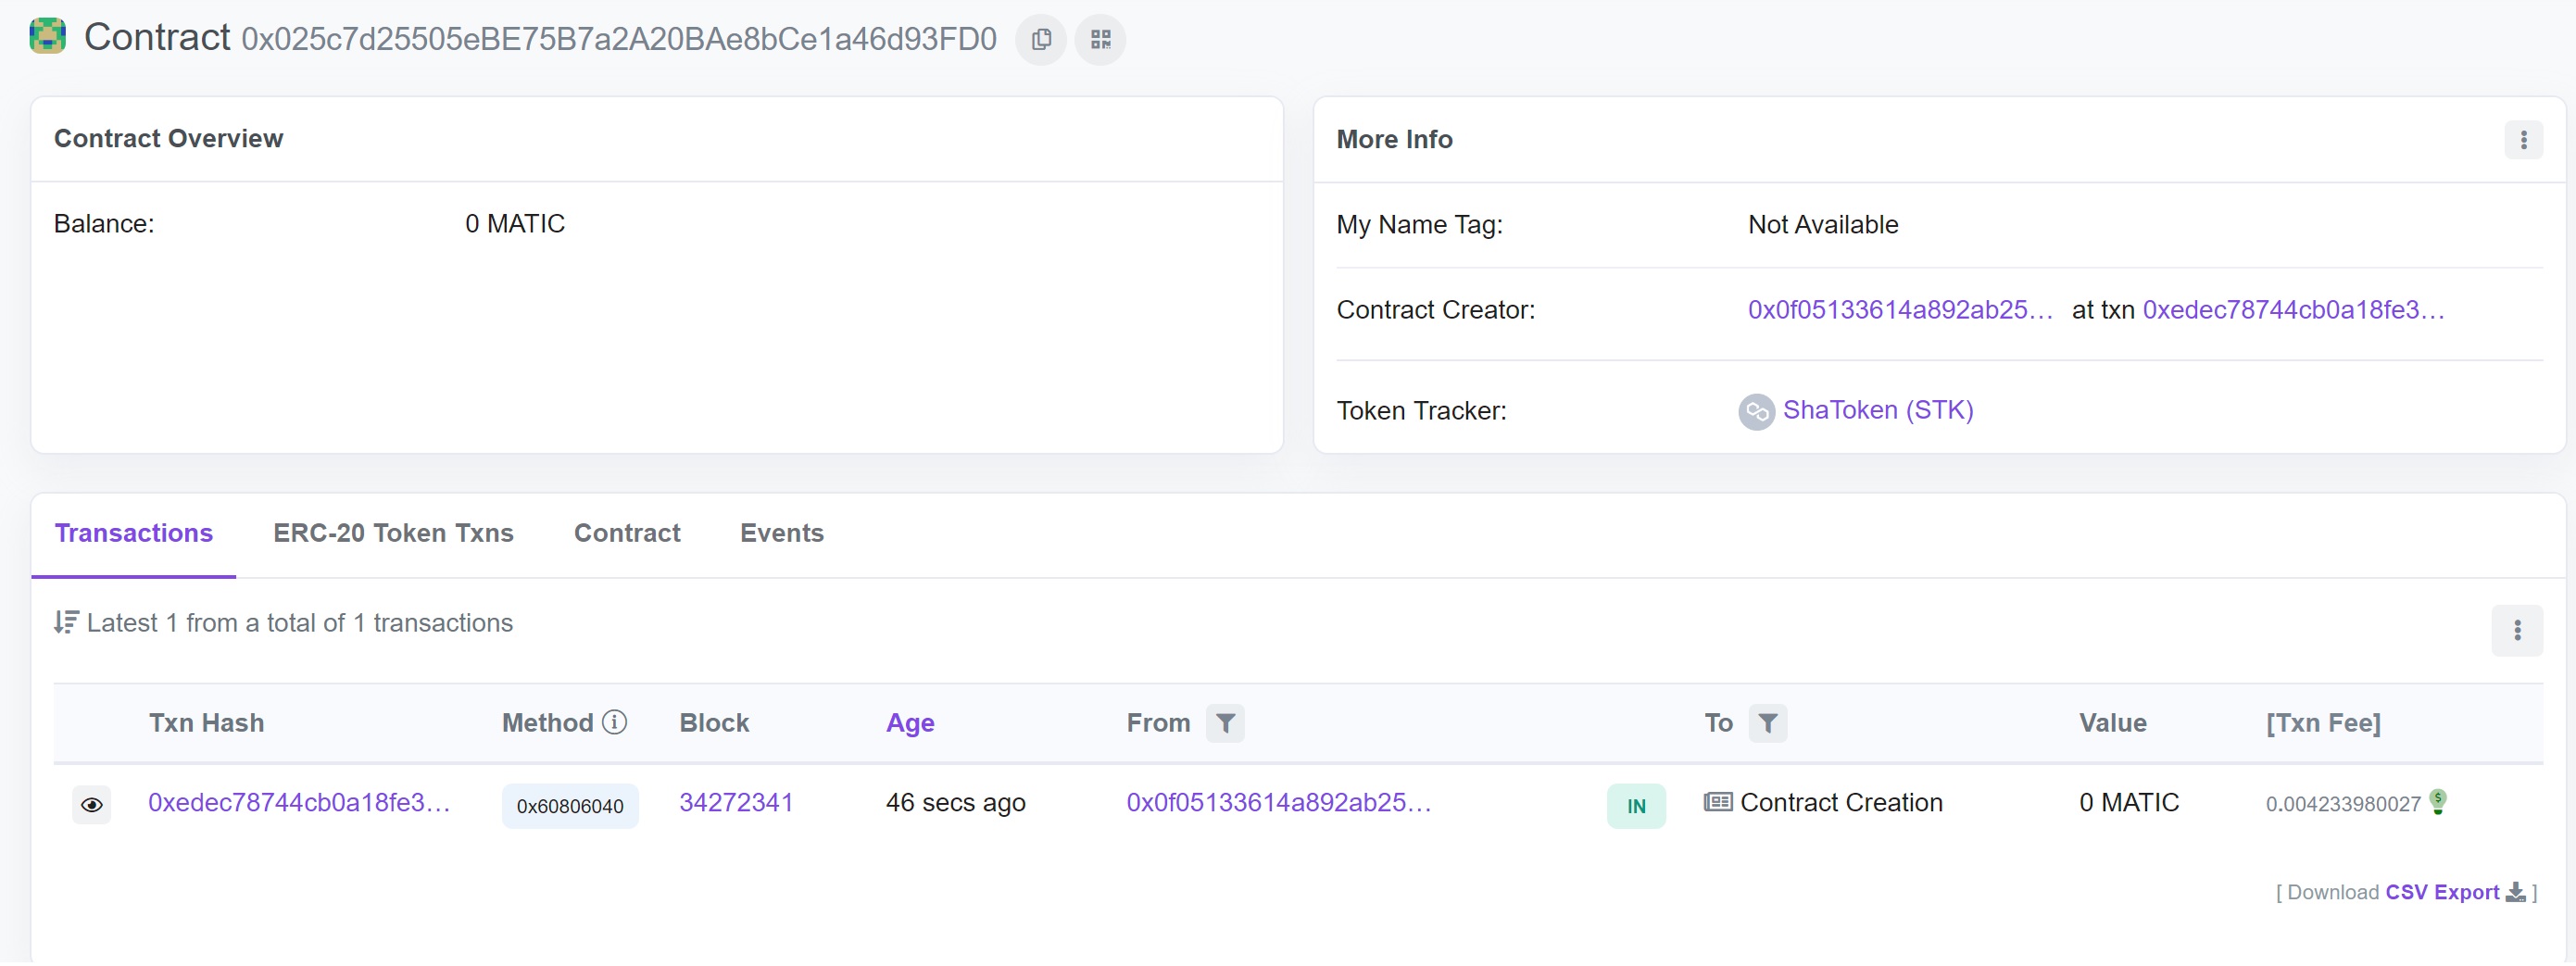 Contract 0x025c7d25505eBE75B7a2A20BAe8bCe1a46d93FD0
Contract Overview
Balance: 0 MATIC
More Info
My Name Tag: Not Available
Contract Creator: 0x0f05133614a892ab25... at txn 0xedec78744cb0a18fe3...
Token Tracker: ShaToken (STK)
Transactions ERC-20 Token Txns Contract Events
Latest 1 from a total of 1 transactions
Txn Hash Method Block Age From To Value [Txn Fee]
0xedec78744cb0a18fe3... 0x60806040 34272341 46 secs ago 0x0f05133614a892ab25... IN Contract Creation 0 MATIC 0.004233980027
[ Download CSV Export ]